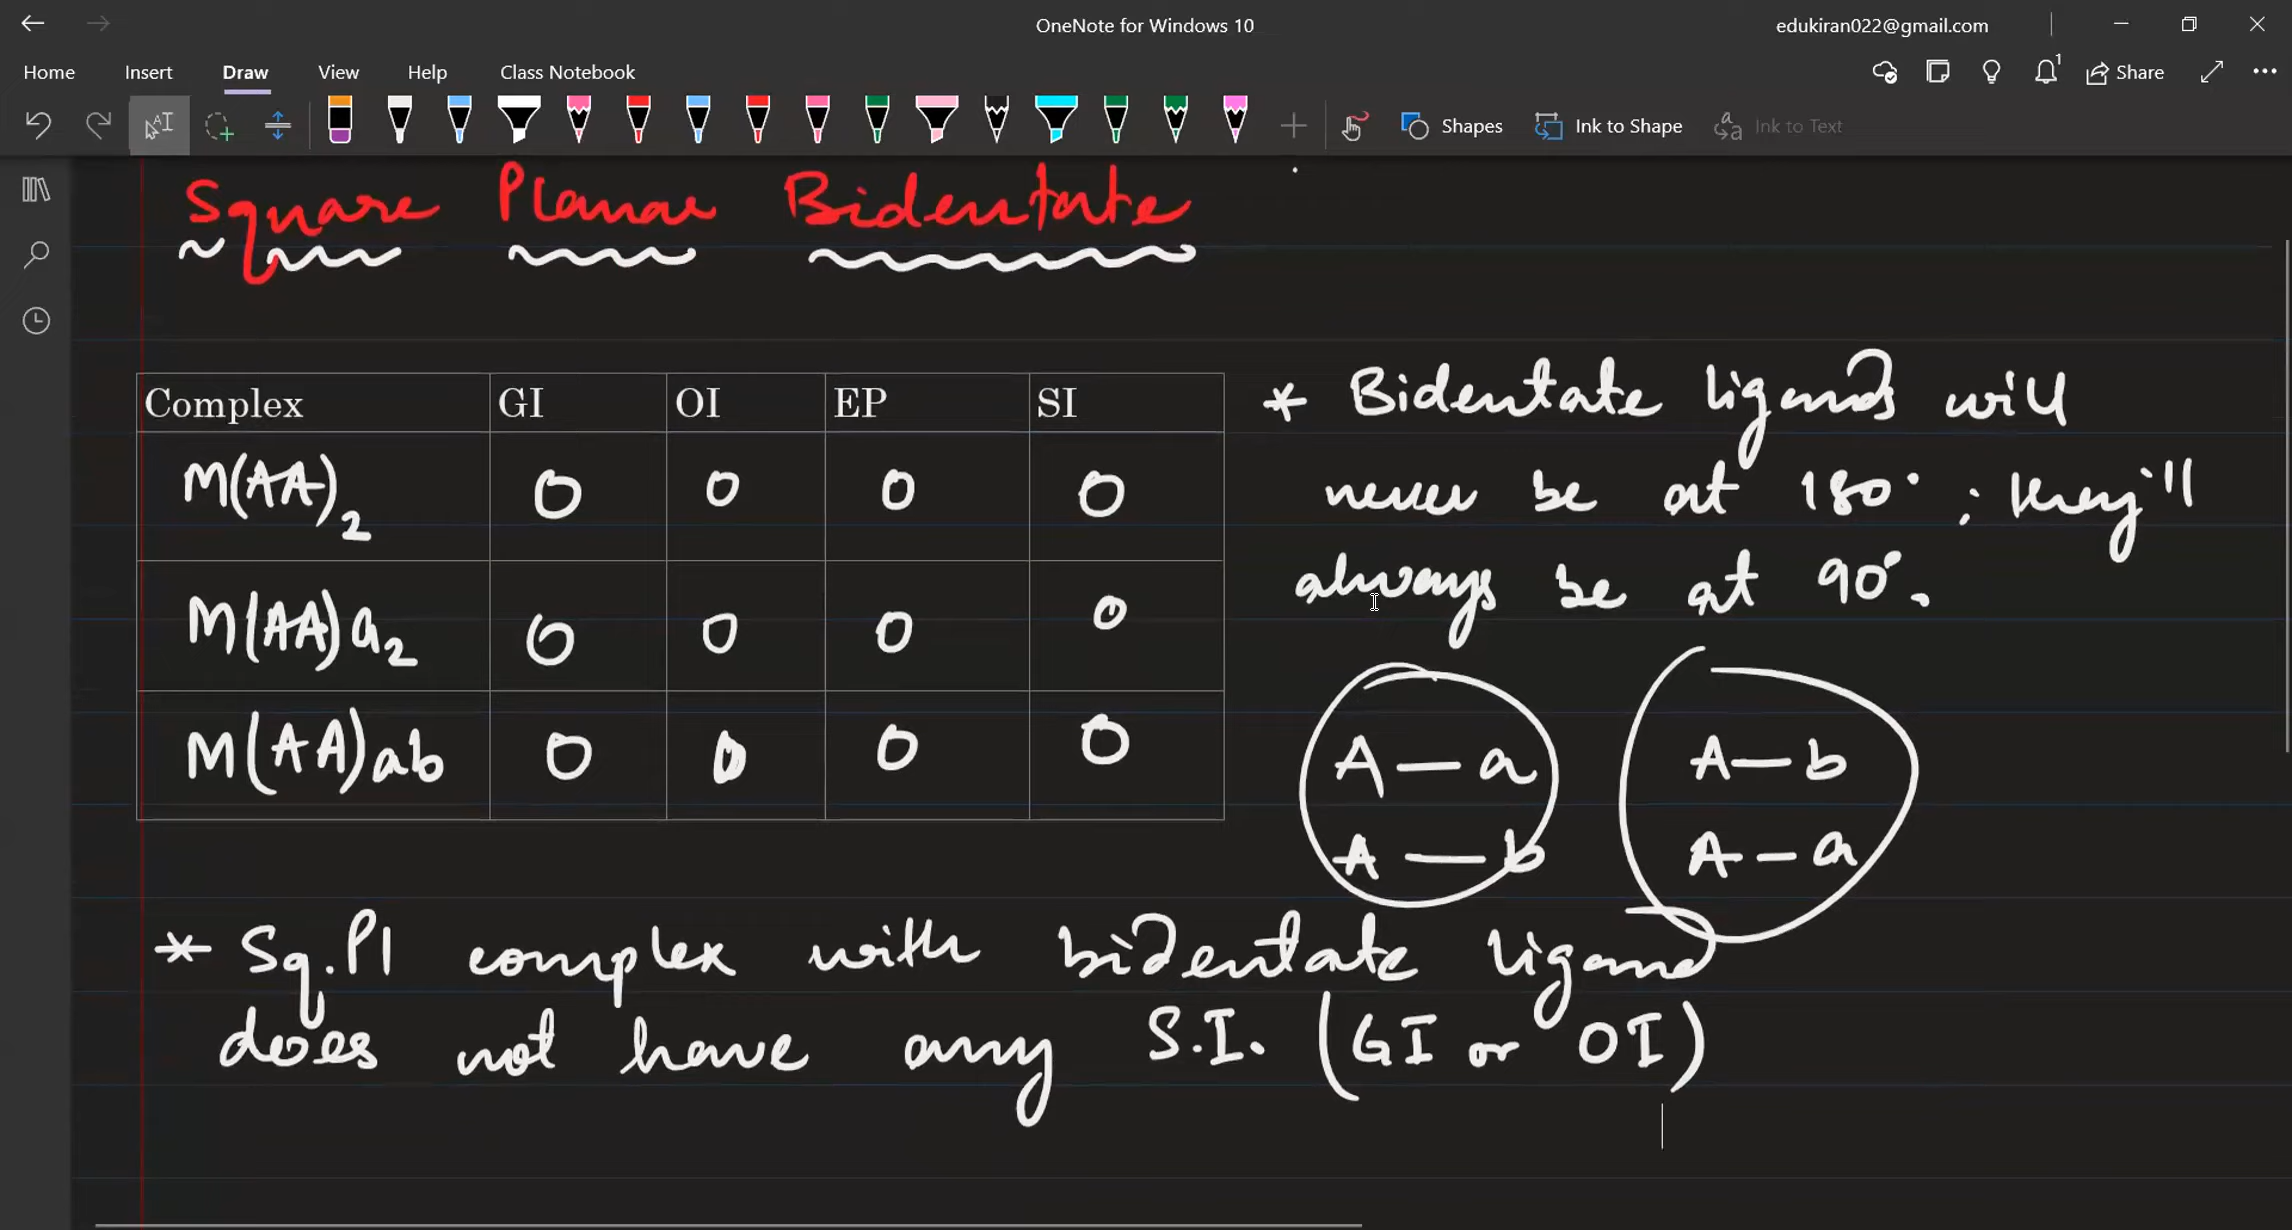 OneNote for Windows 10
edukiran022@gmail.com
Home Insert Draw View Help Class Notebook
Share
Shapes Ink to Shape Ink to Text
Square Planar Bidentate
Complex GI OI EP SI
M(AA)2 0 0 0 0
M(AA)a2 0 0 0 0
M(AA)ab 0 0 0 0
* Bidentate ligands will
never be at 180° ; they'll
always be at 90°.
A — a
A — b
A — b
A — a
* Sq.Pl complex with bidentate ligand
does not have any S.I. (GI or OI)